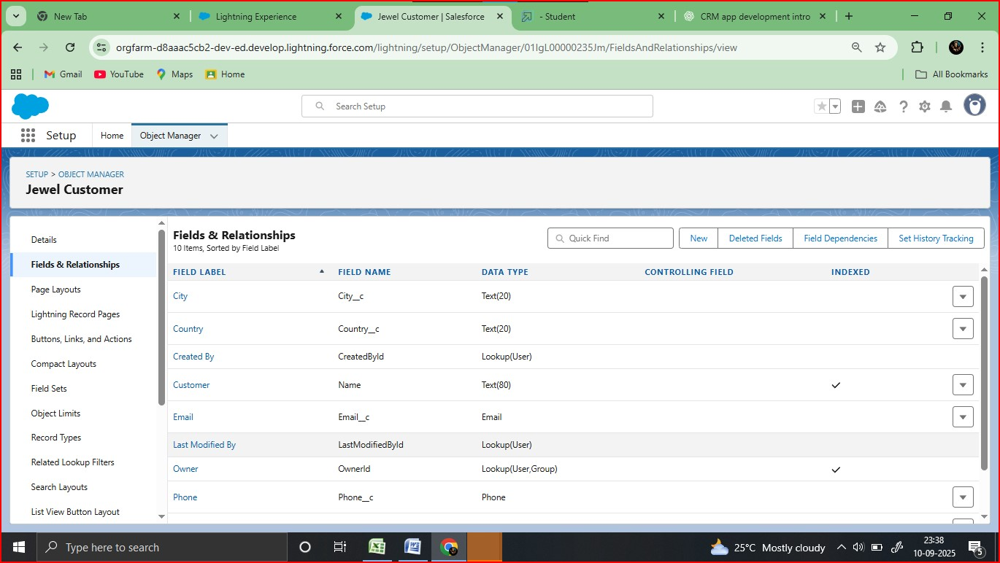 New Tab
Lightning Experience
Jewel Customer | Salesforce
- Student
CRM app development intro
orgfarm-d8aaac5cb2-dev-ed.develop.lightning.force.com/lightning/setup/ObjectManager/01IgL00000235Jm/FieldsAndRelationships/view
Gmail YouTube Maps Home All Bookmarks
Search Setup
Setup Home Object Manager
SETUP > OBJECT MANAGER
Jewel Customer
Details
Fields & Relationships
Page Layouts
Lightning Record Pages
Buttons, Links, and Actions
Compact Layouts
Field Sets
Object Limits
Record Types
Related Lookup Filters
Search Layouts
List View Button Layout
Fields & Relationships
10 Items, Sorted by Field Label
Quick Find New Deleted Fields Field Dependencies Set History Tracking
FIELD LABEL FIELD NAME DATA TYPE CONTROLLING FIELD INDEXED
City City__c Text(20)
Country Country__c Text(20)
Created By CreatedById Lookup(User)
Customer Name Text(80)
Email Email__c Email
Last Modified By LastModifiedById Lookup(User)
Owner OwnerId Lookup(User,Group)
Phone Phone__c Phone
Type here to search
25°C Mostly cloudy
23:38
10-09-2025
5